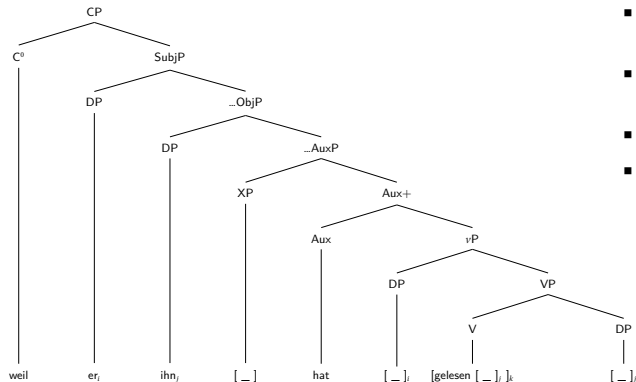 CP
C⁰ SubjP
DP ...ObjP
DP ...AuxP
XP Aux+
Aux vP
DP VP
V DP
weil erᵢ ihnⱼ [ _ ] hat [ _ ]ᵢ [gelesen [ _ ]ⱼ ]ₖ [ _ ]ⱼ